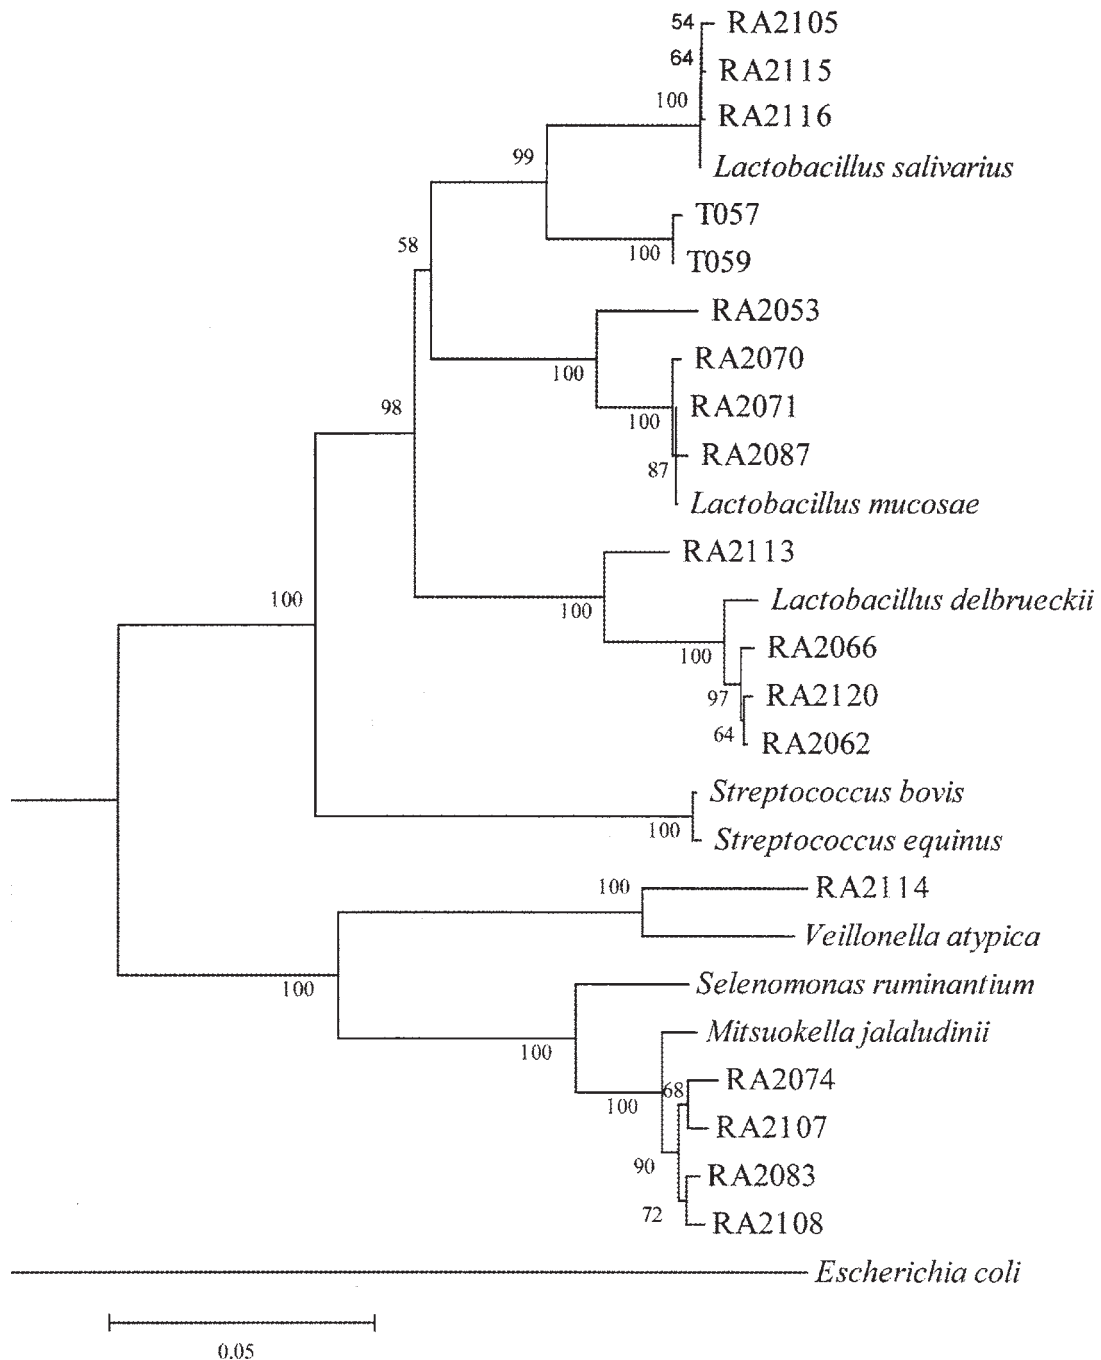 54 RA2105
64 RA2115
100 RA2116
99 Lactobacillus salivarius
T057
58 100 T059
RA2053
100 RA2070
98 100 RA2071
87 RA2087
Lactobacillus mucosae
RA2113
100 100 Lactobacillus delbrueckii
100 RA2066
97 RA2120
64 RA2062
Streptococcus bovis
100 Streptococcus equinus
100 RA2114
Veillonella atypica
100 Selenomonas ruminantium
100 Mitsuokella jalaludinii
68 RA2074
100 RA2107
90 RA2083
72 RA2108
Escherichia coli
0.05